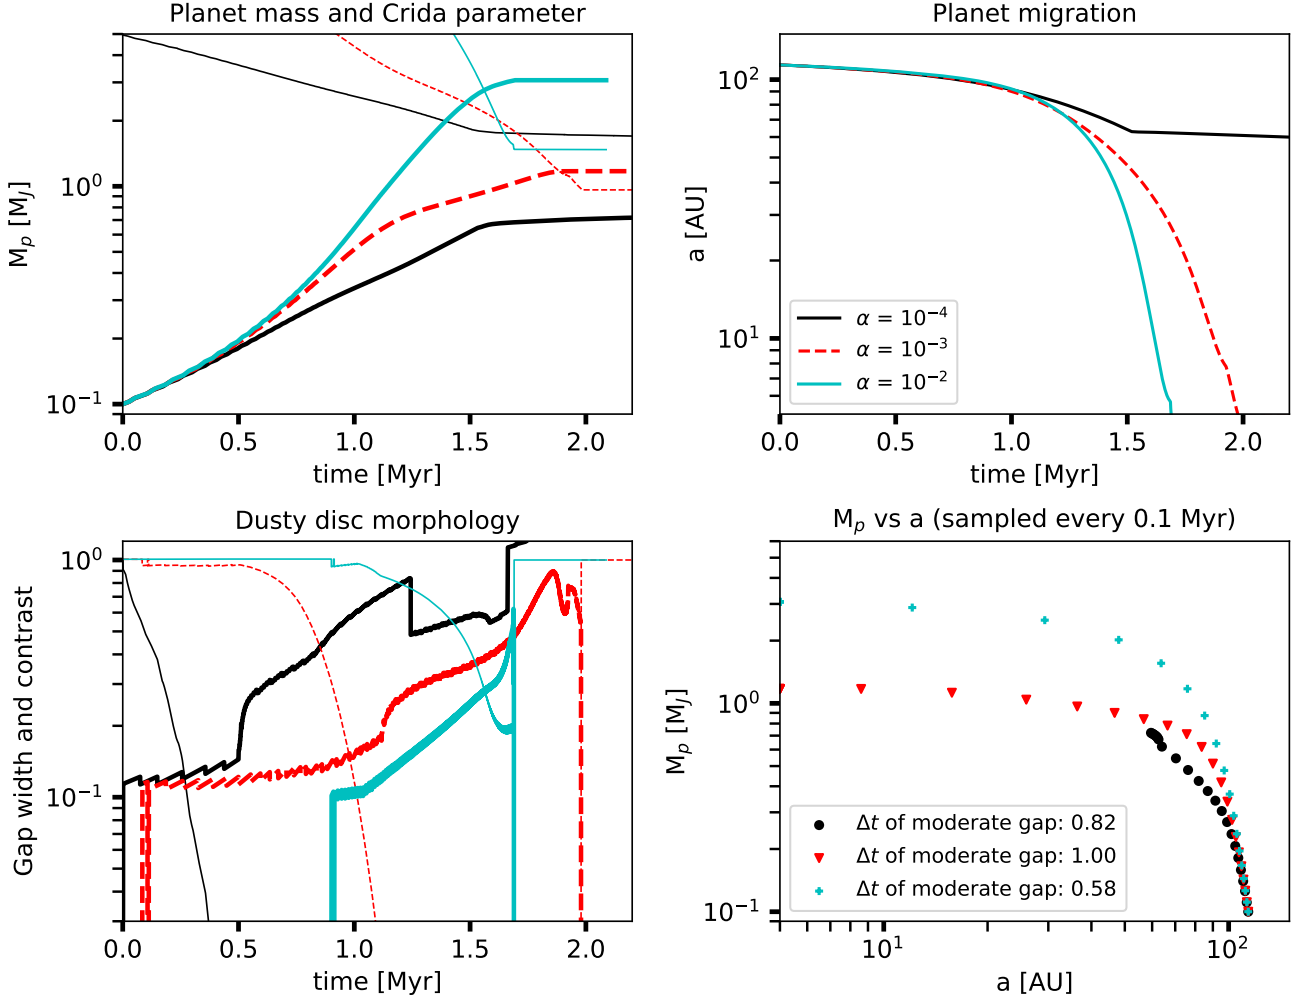 Planet mass and Crida parameter
M_p [M_J]
10^0
10^−1
0.0 0.5 1.0 1.5 2.0
time [Myr]
Planet migration
a [AU]
10^2
10^1
α = 10^−4
α = 10^−3
α = 10^−2
0.0 0.5 1.0 1.5 2.0
time [Myr]
Dusty disc morphology
Gap width and contrast
10^0
10^−1
0.0 0.5 1.0 1.5 2.0
time [Myr]
M_p vs a (sampled every 0.1 Myr)
M_p [M_J]
10^0
10^−1
Δt of moderate gap: 0.82
Δt of moderate gap: 1.00
Δt of moderate gap: 0.58
10^1 10^2
a [AU]